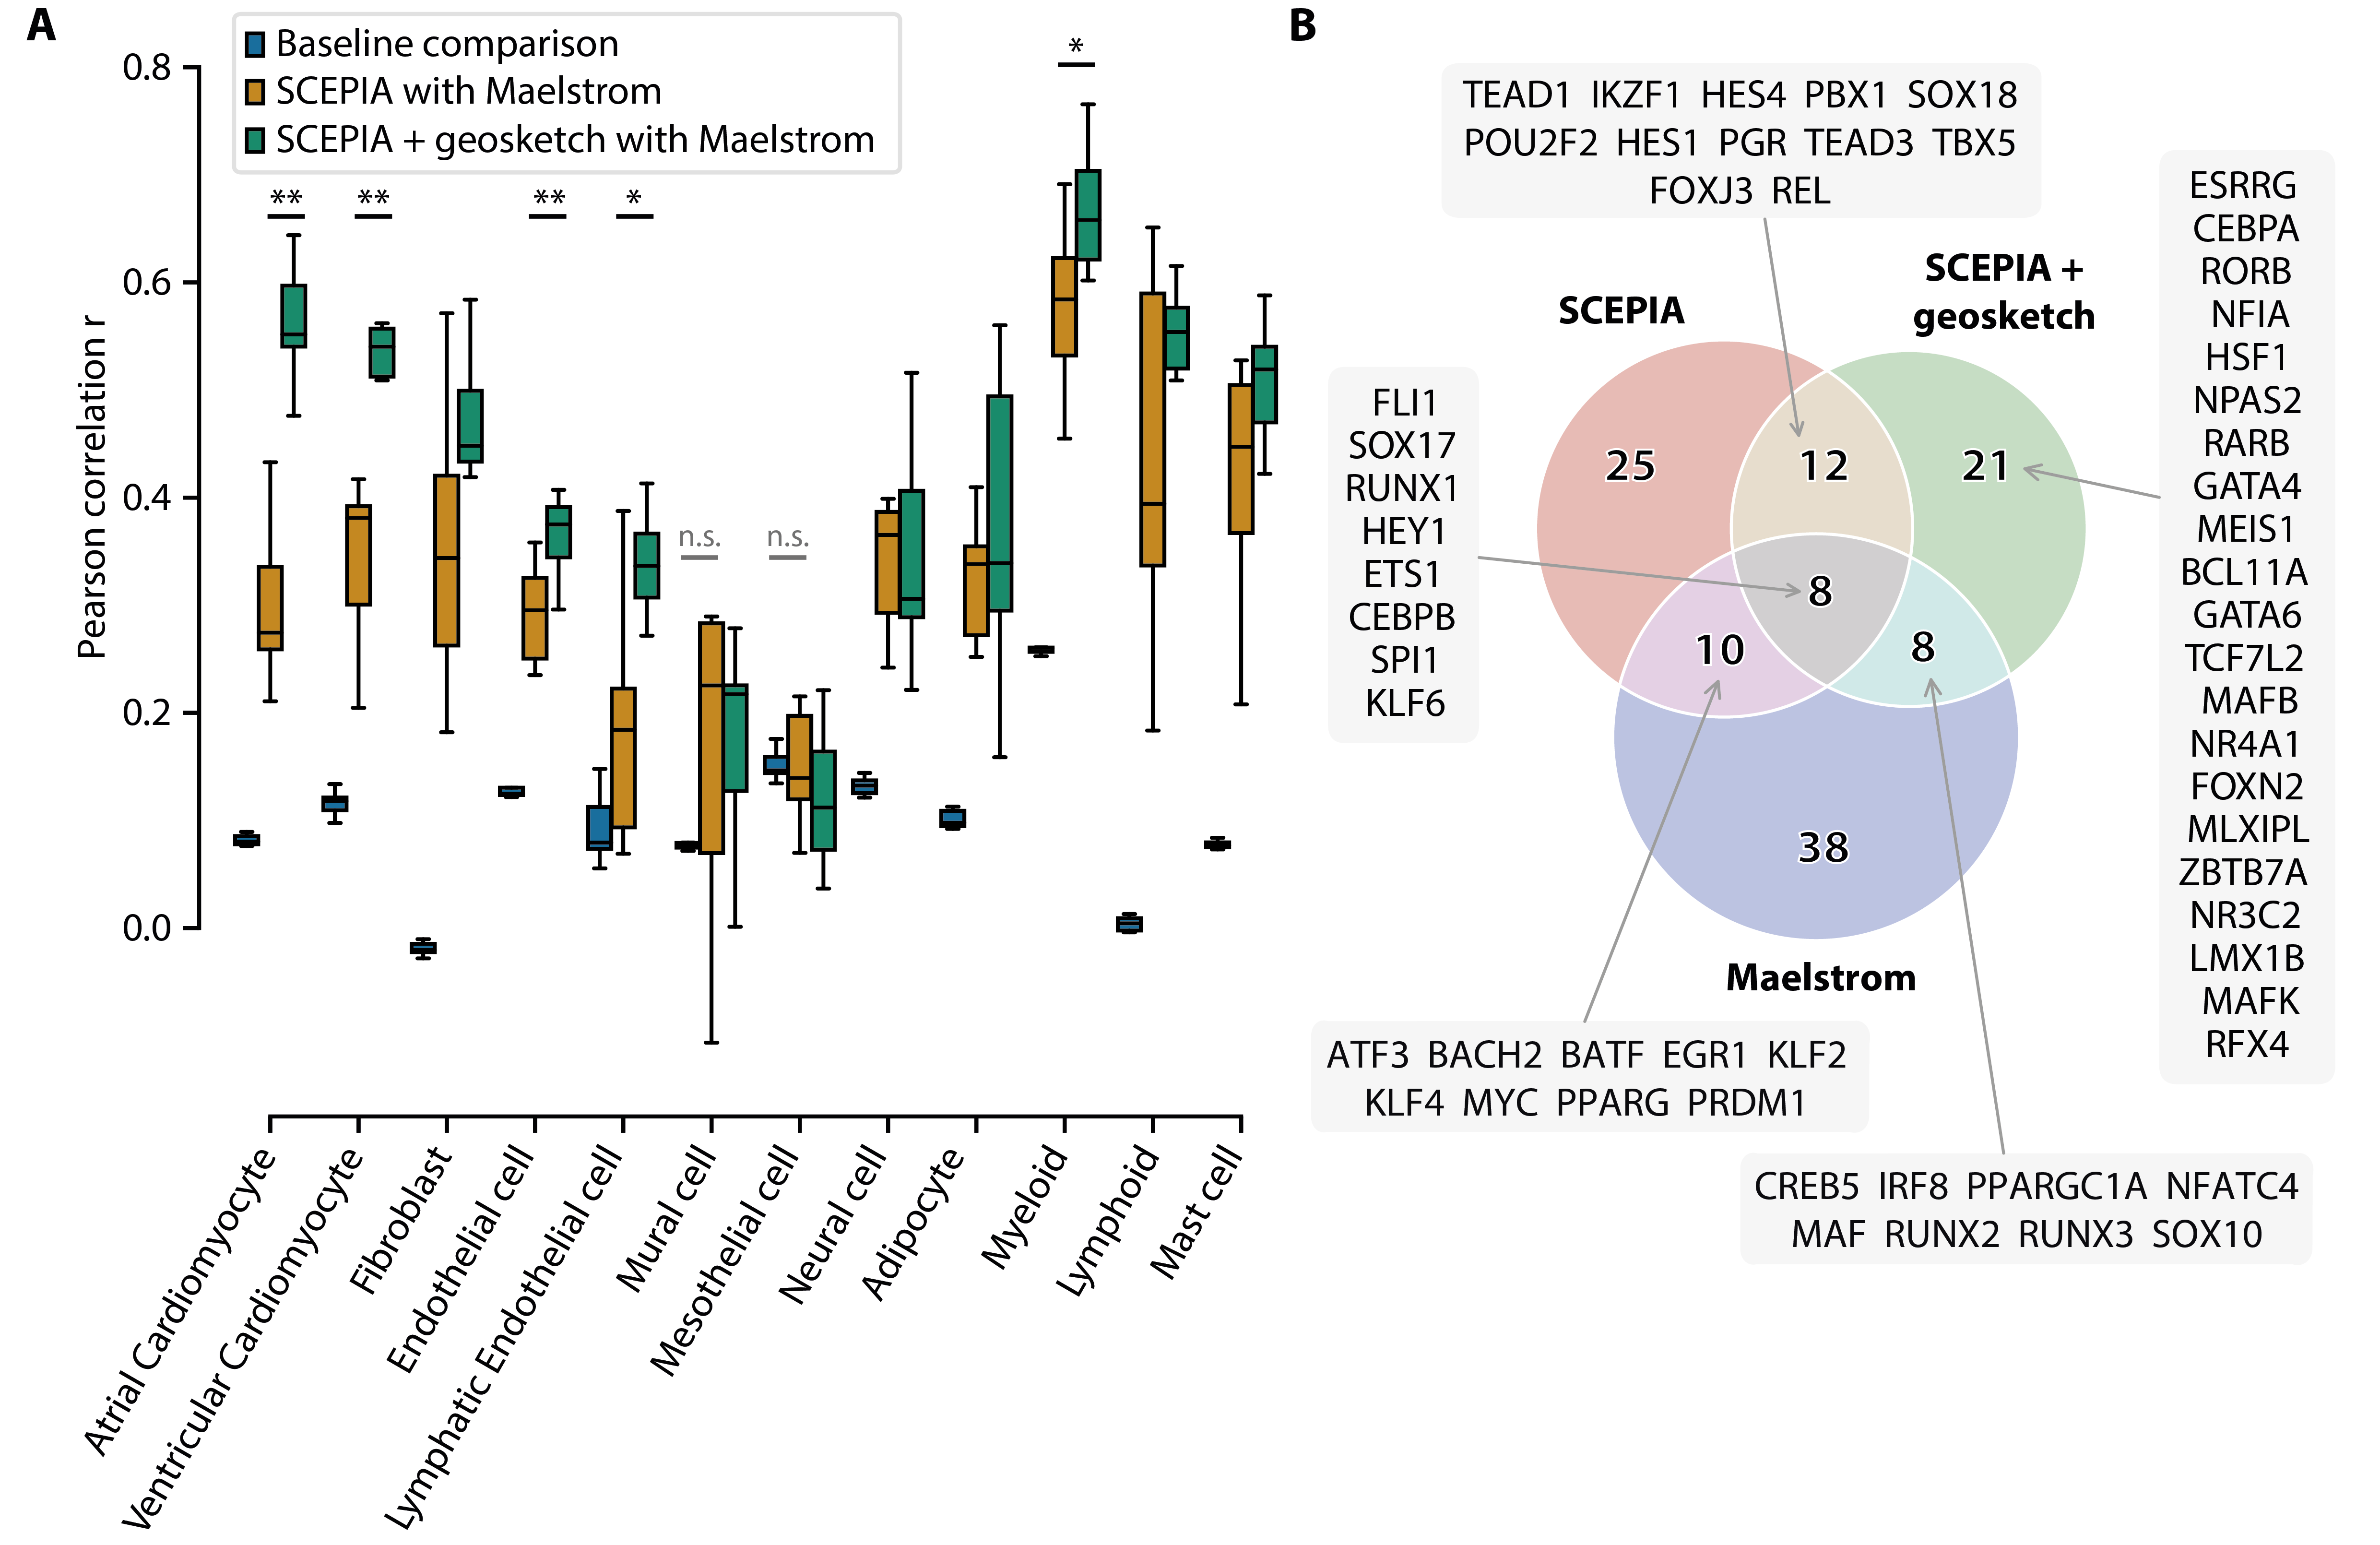 A
Baseline comparison
SCEPIA with Maelstrom
SCEPIA + geosketch with Maelstrom
0.8
0.6
0.4
0.2
0.0
Pearson correlation r
** ** ** * n.s. n.s. *
Atrial Cardiomyocyte
Ventricular Cardiomyocyte
Fibroblast
Endothelial cell
Lymphatic Endothelial cell
Mural cell
Mesothelial cell
Neural cell
Adipocyte
Myeloid
Lymphoid
Mast cell
B
TEAD1 IKZF1 HES4 PBX1 SOX18
POU2F2 HES1 PGR TEAD3 TBX5
FOXJ3 REL
SCEPIA
SCEPIA +
geosketch
25
12
21
8
10
8
38
Maelstrom
FLI1
SOX17
RUNX1
HEY1
ETS1
CEBPB
SPI1
KLF6
ESRRG
CEBPA
RORB
NFIA
HSF1
NPAS2
RARB
GATA4
MEIS1
BCL11A
GATA6
TCF7L2
MAFB
NR4A1
FOXN2
MLXIPL
ZBTB7A
NR3C2
LMX1B
MAFK
RFX4
ATF3 BACH2 BATF EGR1 KLF2
KLF4 MYC PPARG PRDM1
CREB5 IRF8 PPARGC1A NFATC4
MAF RUNX2 RUNX3 SOX10